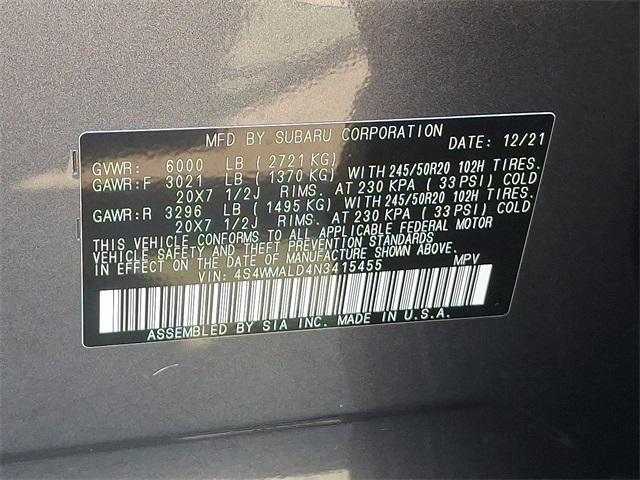 MFD BY SUBARU CORPORATION DATE: 12/21
GVWR: 6000 LB ( 2721 KG)
GAWR:F 3021 LB ( 1370 KG) WITH 245/50R20 102H TIRES.
20X7 1/2J RIMS. AT 230 KPA ( 33 PSI) COLD
GAWR:R 3296 LB ( 1495 KG) WITH 245/50R20 102H TIRES.
20X7 1/2J RIMS. AT 230 KPA ( 33 PSI) COLD
THIS VEHICLE CONFORMS TO ALL APPLICABLE FEDERAL MOTOR
VEHICLE SAFETY AND THEFT PREVENTION STANDARDS
IN EFFECT ON THE DATE OF MANUFACTURE SHOWN ABOVE.
VIN: 4S4WMALD4N3415455 MPV
ASSEMBLED BY SIA INC. MADE IN U.S.A.